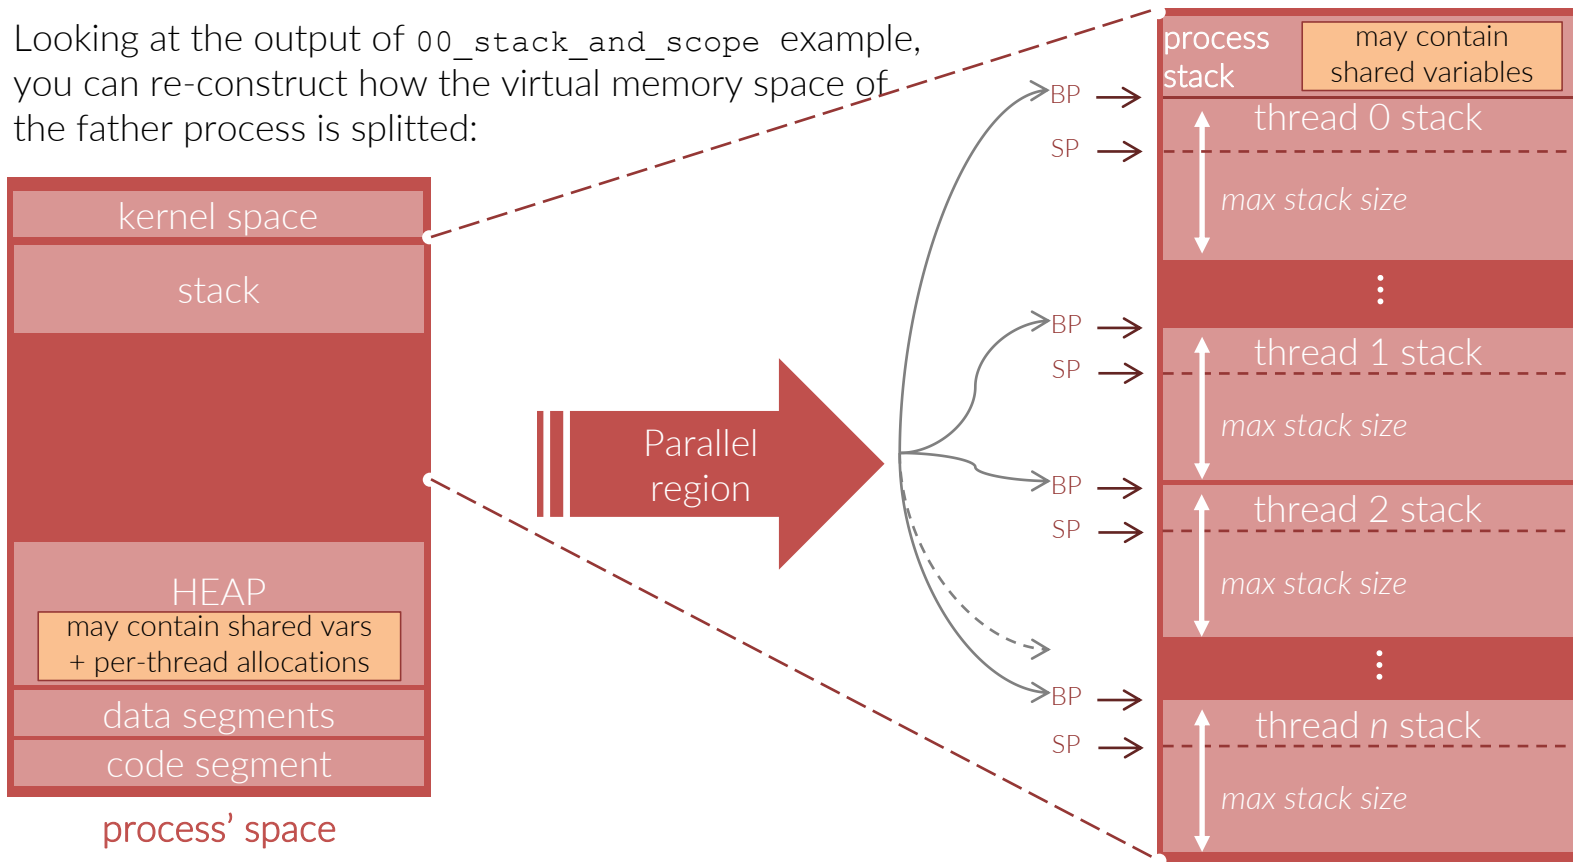 Looking at the output of 00_stack_and_scope example,
you can re-construct how the virtual memory space of
the father process is splitted:
kernel space
stack
HEAP
may contain shared vars
+ per-thread allocations
data segments
code segment
process' space
Parallel
region
process
stack
may contain
shared variables
BP
thread 0 stack
SP
max stack size
⋮
BP
thread 1 stack
SP
max stack size
BP
thread 2 stack
SP
max stack size
⋮
BP
thread n stack
SP
max stack size